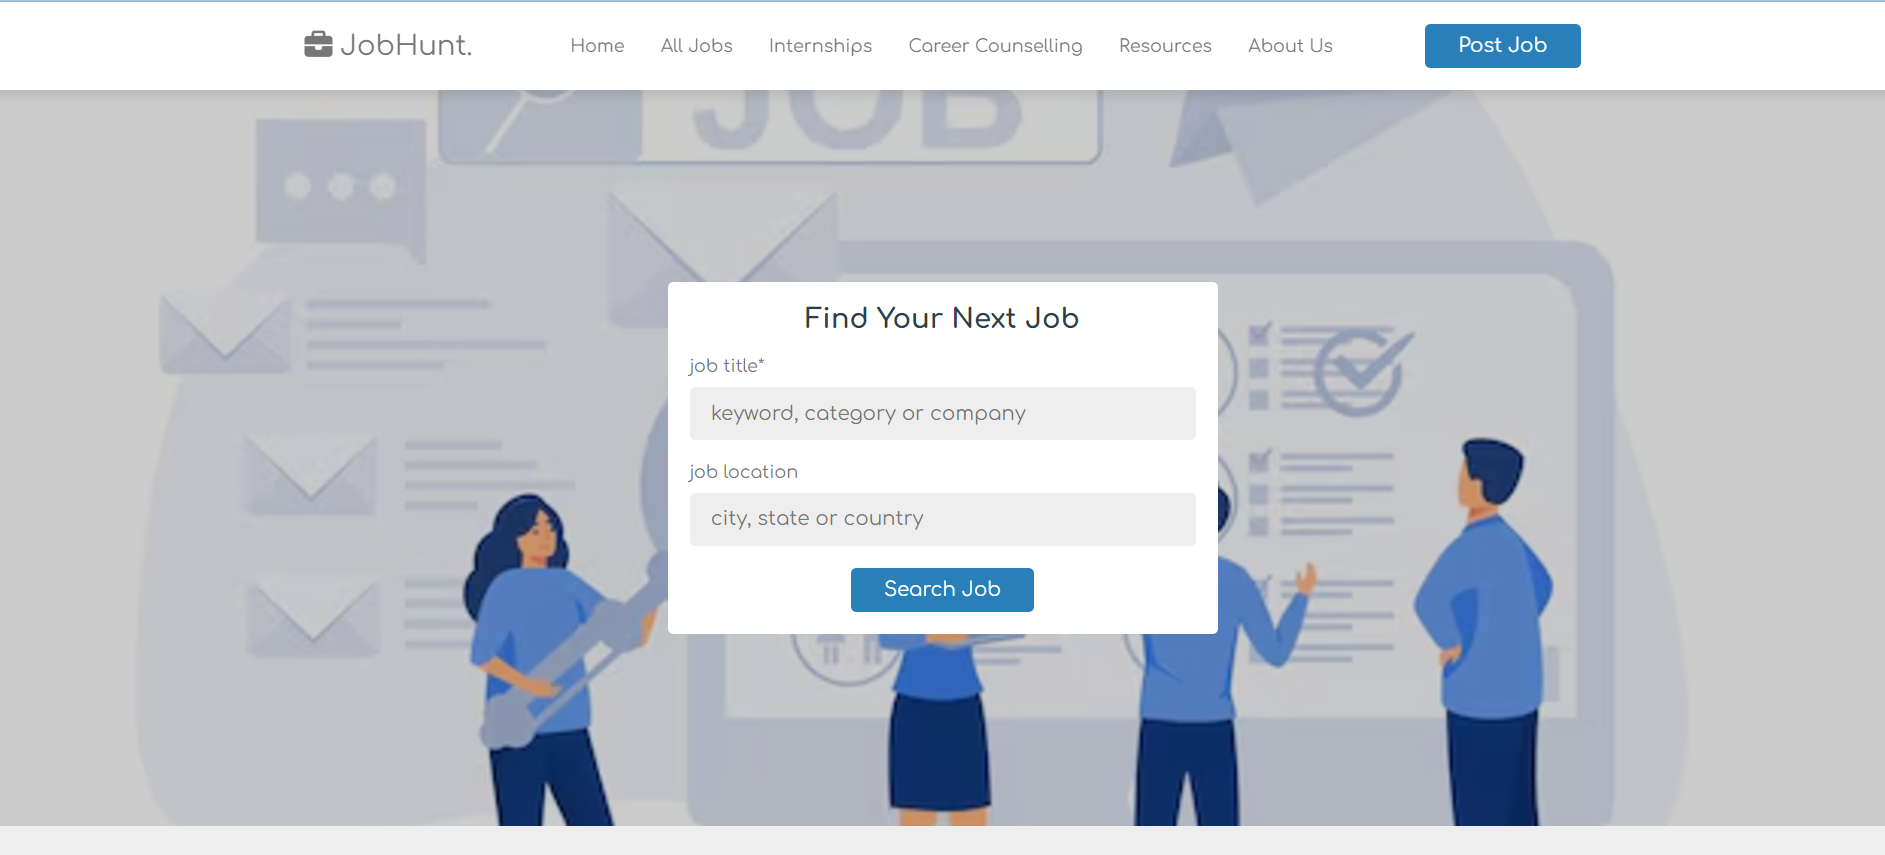 JobHunt.
Home
All Jobs
Internships
Career Counselling
Resources
About Us
Post Job
JOB
Find Your Next Job
job title*
keyword, category or company
job location
city, state or country
Search Job